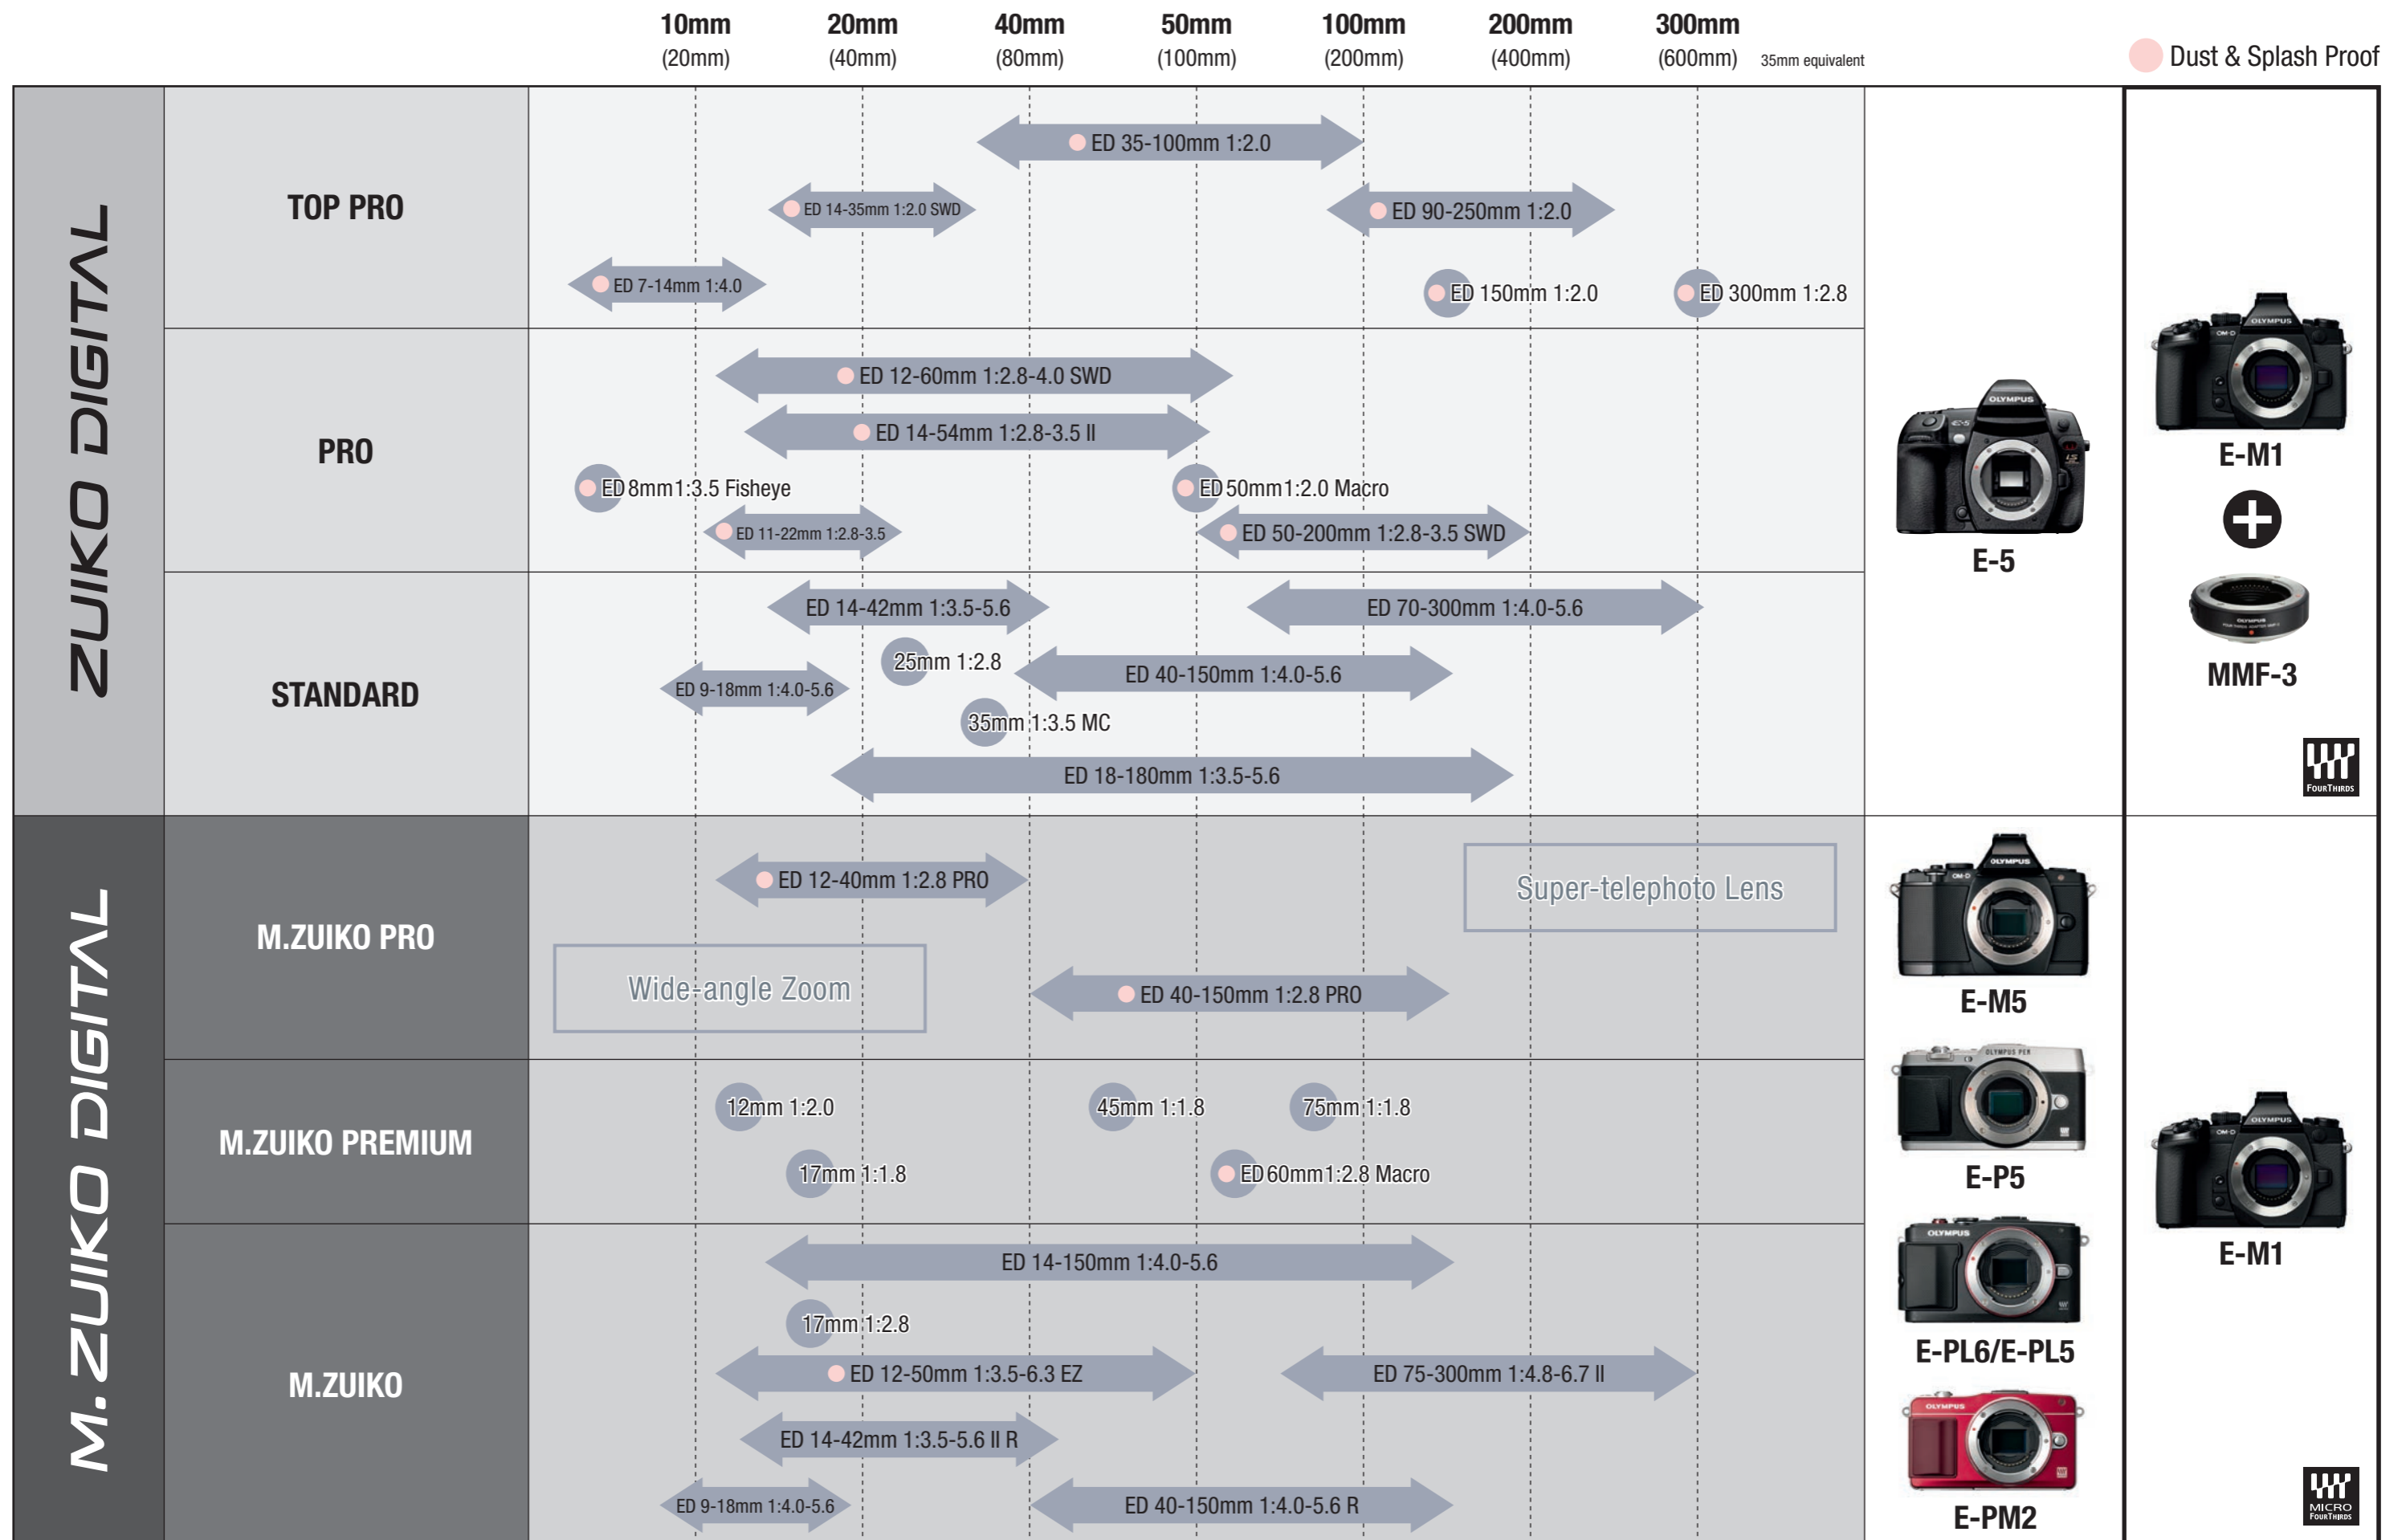 10mm 20mm 40mm 50mm 100mm 200mm 300mm
(20mm) (40mm) (80mm) (100mm) (200mm) (400mm) (600mm) 35mm equivalent
Dust & Splash Proof
ZUIKO DIGITAL
TOP PRO
ED 35-100mm 1:2.0
ED 14-35mm 1:2.0 SWD
ED 90-250mm 1:2.0
ED 7-14mm 1:4.0
ED 150mm 1:2.0
ED 300mm 1:2.8
PRO
ED 12-60mm 1:2.8-4.0 SWD
ED 14-54mm 1:2.8-3.5 II
ED 8mm1:3.5 Fisheye
ED 50mm1:2.0 Macro
ED 11-22mm 1:2.8-3.5
ED 50-200mm 1:2.8-3.5 SWD
STANDARD
ED 14-42mm 1:3.5-5.6
ED 70-300mm 1:4.0-5.6
25mm 1:2.8
ED 40-150mm 1:4.0-5.6
ED 9-18mm 1:4.0-5.6
35mm 1:3.5 MC
ED 18-180mm 1:3.5-5.6
OLYMPUS
E-5
E-5
OLYMPUS
OM-D
E-M1
OLYMPUS
MMF-3
FOURTHIRDS
M.ZUIKO DIGITAL
M.ZUIKO PRO
ED 12-40mm 1:2.8 PRO
Super-telephoto Lens
Wide-angle Zoom
ED 40-150mm 1:2.8 PRO
M.ZUIKO PREMIUM
12mm 1:2.0
45mm 1:1.8
75mm 1:1.8
17mm 1:1.8
ED 60mm1:2.8 Macro
M.ZUIKO
ED 14-150mm 1:4.0-5.6
17mm 1:2.8
ED 12-50mm 1:3.5-6.3 EZ
ED 75-300mm 1:4.8-6.7 II
ED 14-42mm 1:3.5-5.6 II R
ED 9-18mm 1:4.0-5.6
ED 40-150mm 1:4.0-5.6 R
OLYMPUS
OM-D
E-M5
OLYMPUS PEN
E-P5
OLYMPUS
E-PL6/E-PL5
OLYMPUS
E-PM2
OLYMPUS
OM-D
E-M1
MICRO
FOURTHIRDS